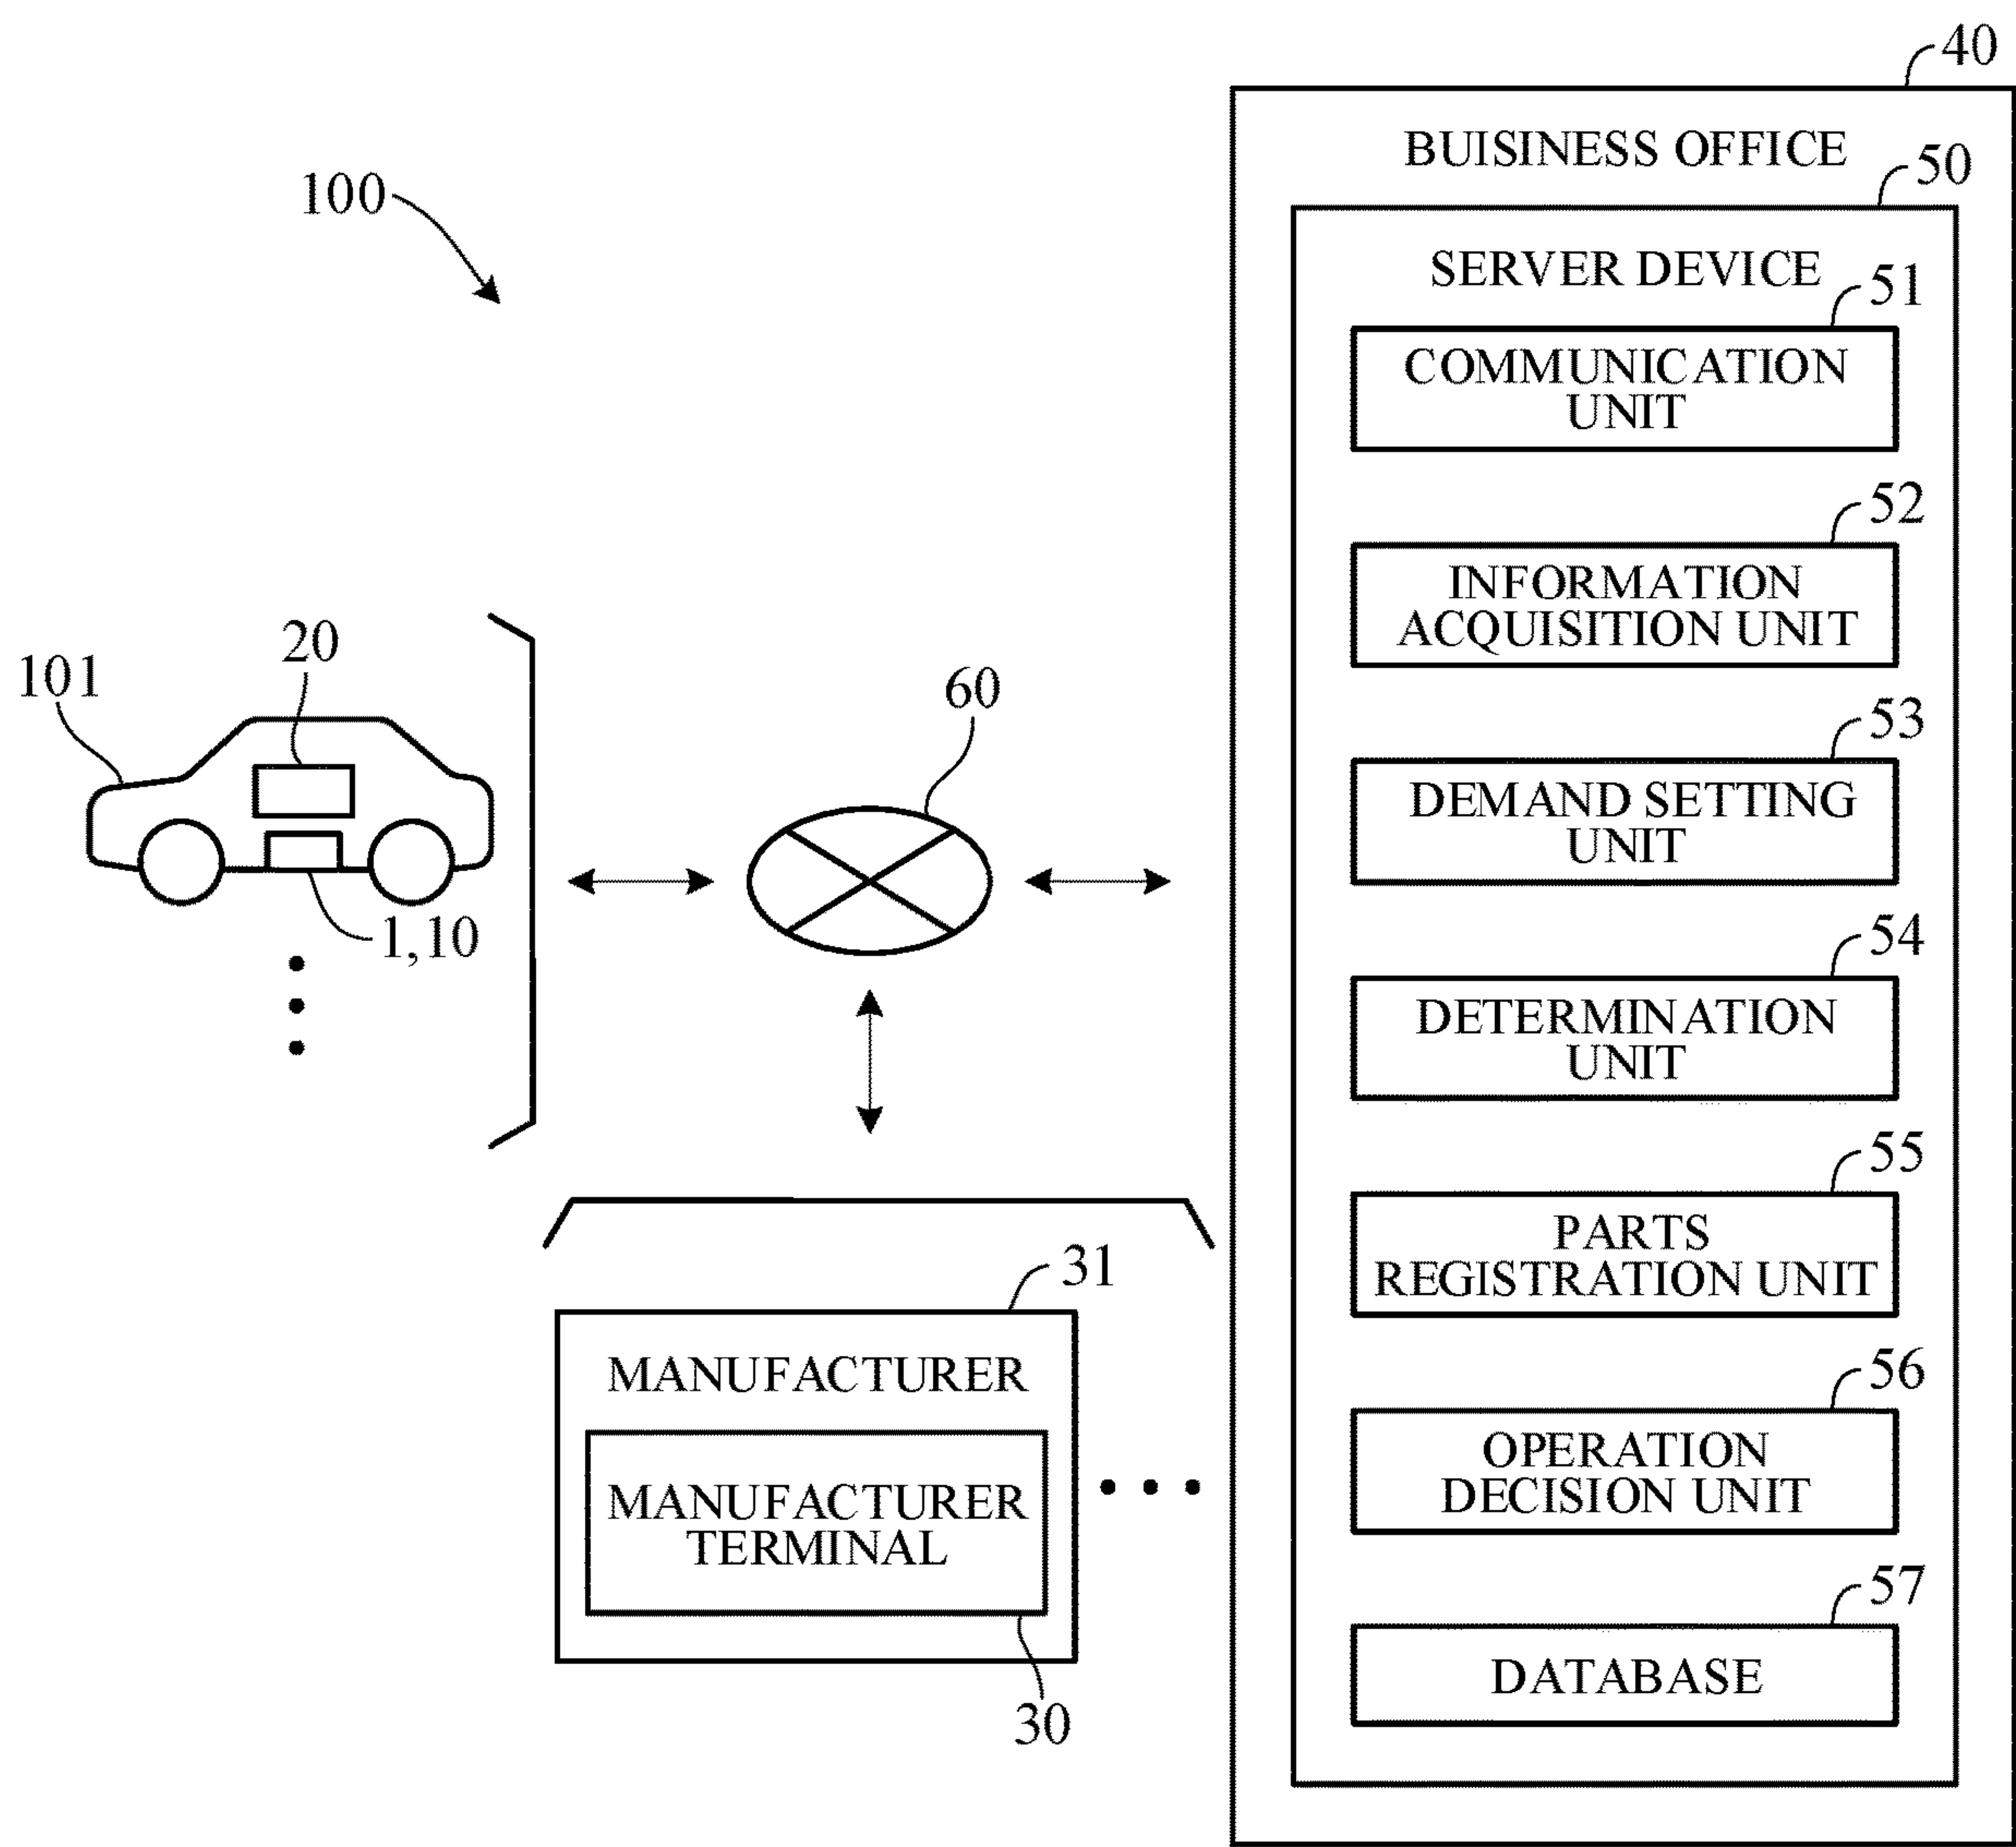 100
101
20
1,10
60
40
BUISINESS OFFICE
50
SERVER DEVICE
51
COMMUNICATION
UNIT
52
INFORMATION
ACQUISITION UNIT
53
DEMAND SETTING
UNIT
54
DETERMINATION
UNIT
55
PARTS
REGISTRATION UNIT
56
OPERATION
DECISION UNIT
57
DATABASE
31
MANUFACTURER
MANUFACTURER
TERMINAL
30